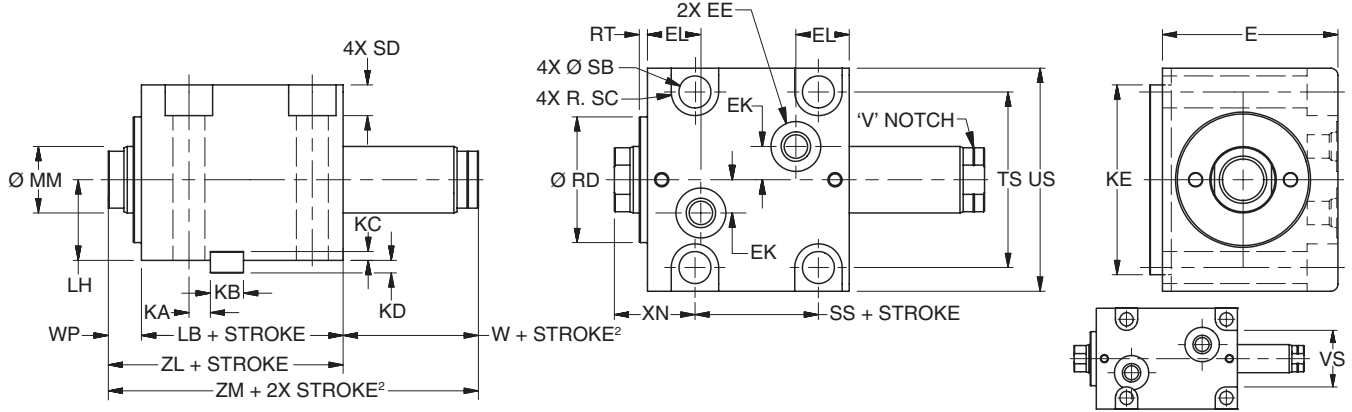 4X SD
Ø MM
LH
KC
KB
KD
KA
WP
LB + STROKE
W + STROKE²
ZL + STROKE
ZM + 2X STROKE²
2X EE
RT
EL
EL
4X Ø SB
4X R. SC
EK
'V' NOTCH
Ø RD
TS
US
EK
XN
SS + STROKE
E
KE
VS